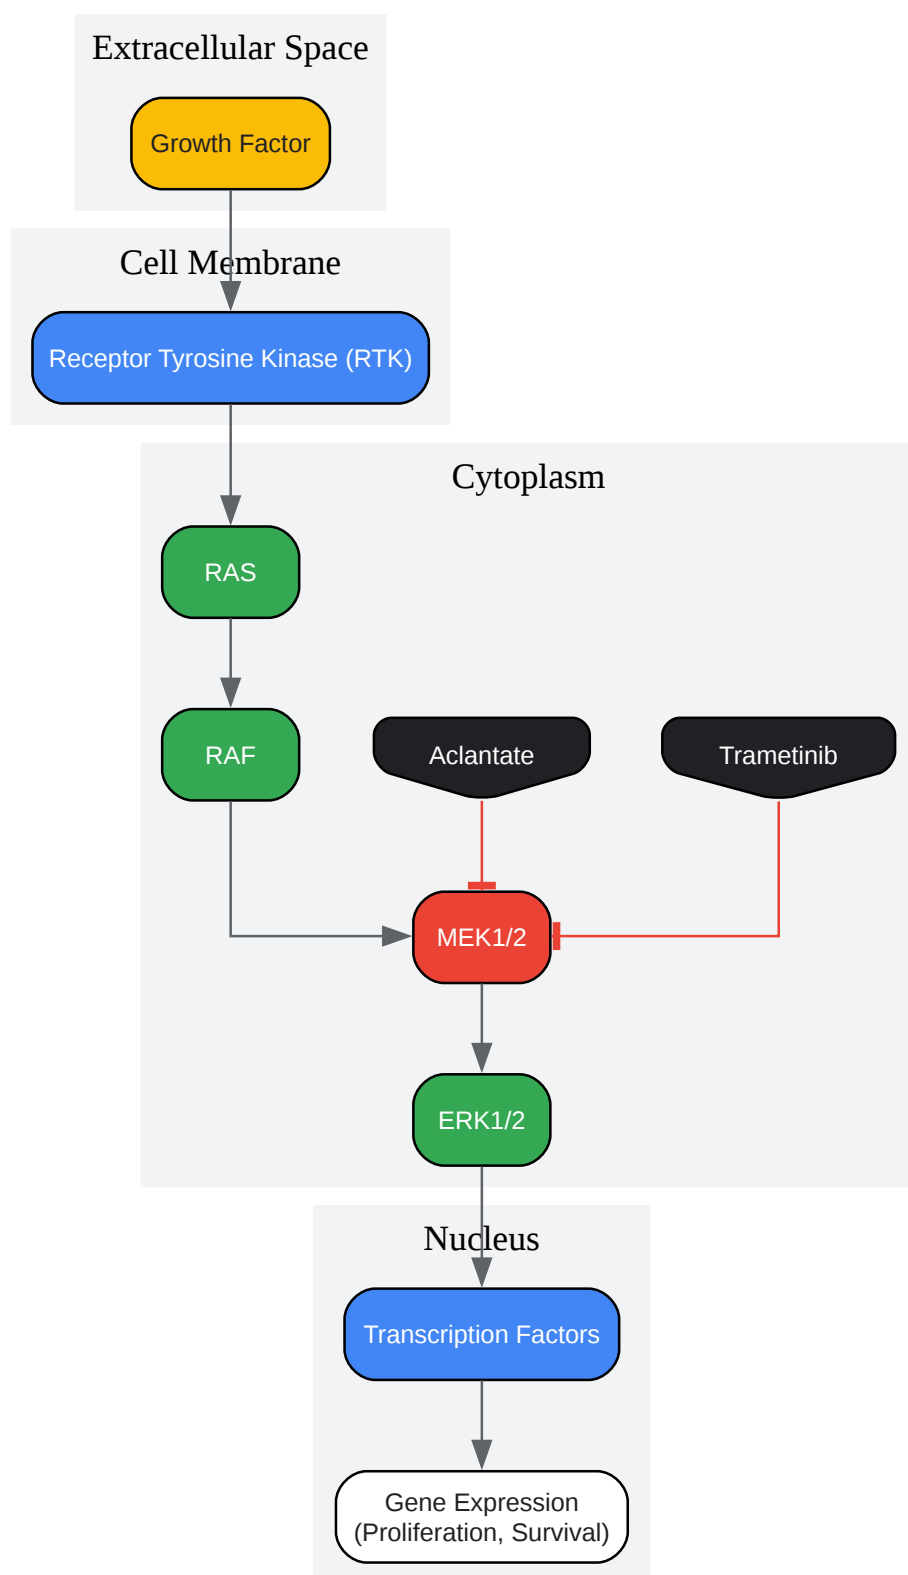 Extracellular Space
Growth Factor
Cell Membrane
Receptor Tyrosine Kinase (RTK)
Cytoplasm
RAS
RAF
Aclantate
Trametinib
MEK1/2
ERK1/2
Nucleus
Transcription Factors
Gene Expression
(Proliferation, Survival)